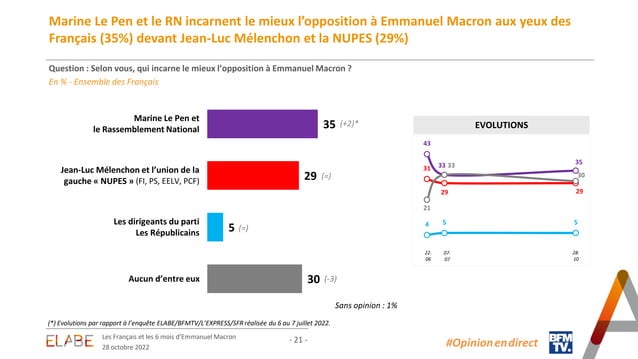 Marine Le Pen et le RN incarnent le mieux l'opposition à Emmanuel Macron aux yeux des
Français (35%) devant Jean-Luc Mélenchon et la NUPES (29%)
Question : Selon vous, qui incarne le mieux l'opposition à Emmanuel Macron ?
En % - Ensemble des Français
Marine Le Pen et
le Rassemblement National
35 (+2)*
Jean-Luc Mélenchon et l'union de la
gauche « NUPES » (FI, PS, EELV, PCF)
29 (=)
Les dirigeants du parti
Les Républicains
5 (=)
Aucun d'entre eux
30 (-3)
EVOLUTIONS
43
33 33
35
31
30
29
29
21
4 5 5
22. 07. 28.
06 07 10
Sans opinion : 1%
(*) Evolutions par rapport à l'enquête ELABE/BFMTV/L'EXPRESS/SFR réalisée du 6 au 7 juillet 2022.
ELABE
Les Français et les 6 mois d'Emmanuel Macron
28 octobre 2022
- 21 -
#Opinion en direct
BFM
TV.